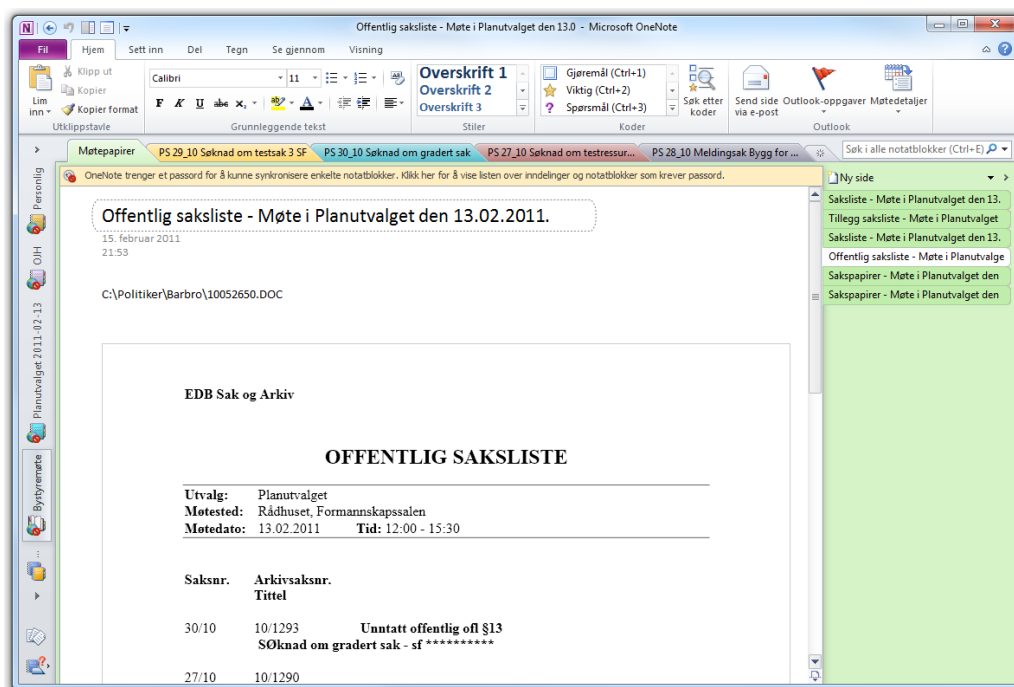 Offentlig saksliste - Møte i Planutvalget den 13.0 - Microsoft OneNote
Fil Hjem Sett inn Del Tegn Se gjennom Visning
Lim inn
Klipp ut
Kopier
Kopier format
Utklippstavle
Calibri 11
F K U abc x,
Grunnleggende tekst
Overskrift 1
Overskrift 2
Overskrift 3
Stiler
Gjøremål (Ctrl+1)
Viktig (Ctrl+2)
Spørsmål (Ctrl+3)
Søk etter koder
Koder
Send side via e-post
Outlook-oppgaver
Møtedetaljer
Outlook
Møtepapirer
PS 29_10 Søknad om testsak 3 SF
PS 30_10 Søknad om gradert sak
PS 27_10 Søknad om testressur...
PS 28_10 Meldingsak Bygg for ...
Søk i alle notatblokker (Ctrl+E)
OneNote trenger et passord for å kunne synkronisere enkelte notatblokker. Klikk her for å vise listen over inndelinger og notatblokker som krever passord.
Personlig
OJH
Planutvalget 2011-02-13
Bystyremøte
Offentlig saksliste - Møte i Planutvalget den 13.02.2011.
15. februar 2011
21:53
C:\Politiker\Barbro\10052650.DOC
EDB Sak og Arkiv
OFFENTLIG SAKSLISTE
Utvalg: Planutvalget
Møtested: Rådhuset, Formannskapssalen
Møtedato: 13.02.2011 Tid: 12:00 - 15:30
Saksnr. Arkivsaksnr.
Tittel
30/10 10/1293 Unntatt offentlig ofl §13
SØknad om gradert sak - sf **********
27/10 10/1290
Ny side
Saksliste - Møte i Planutvalget den 13.
Tillegg saksliste - Møte i Planutvalget
Saksliste - Møte i Planutvalget den 13.
Offentlig saksliste - Møte i Planutvalge
Sakspapirer - Møte i Planutvalget den
Sakspapirer - Møte i Planutvalget den